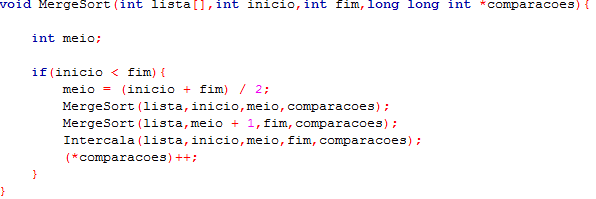 void MergeSort(int lista[],int inicio,int fim,long long int *comparacoes){
int meio;
if(inicio < fim){
meio = (inicio + fim) / 2;
MergeSort(lista,inicio,meio,comparacoes);
MergeSort(lista,meio + 1,fim,comparacoes);
Intercala(lista,inicio,meio,fim,comparacoes);
(*comparacoes)++;
}
}